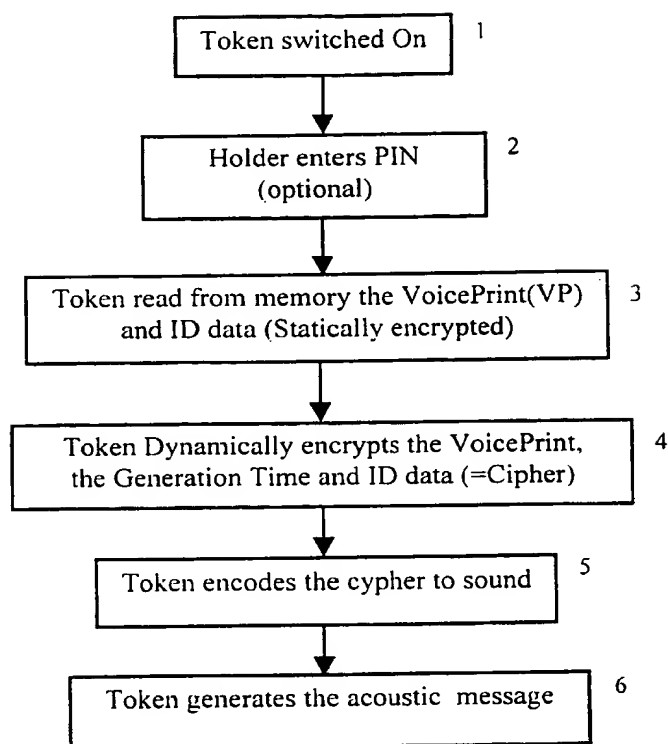 Token switched On
1
Holder enters PIN
(optional)
2
Token read from memory the VoicePrint(VP)
and ID data (Statically encrypted)
3
Token Dynamically encrypts the VoicePrint,
the Generation Time and ID data (=Cipher)
4
Token encodes the cypher to sound
5
Token generates the acoustic message
6